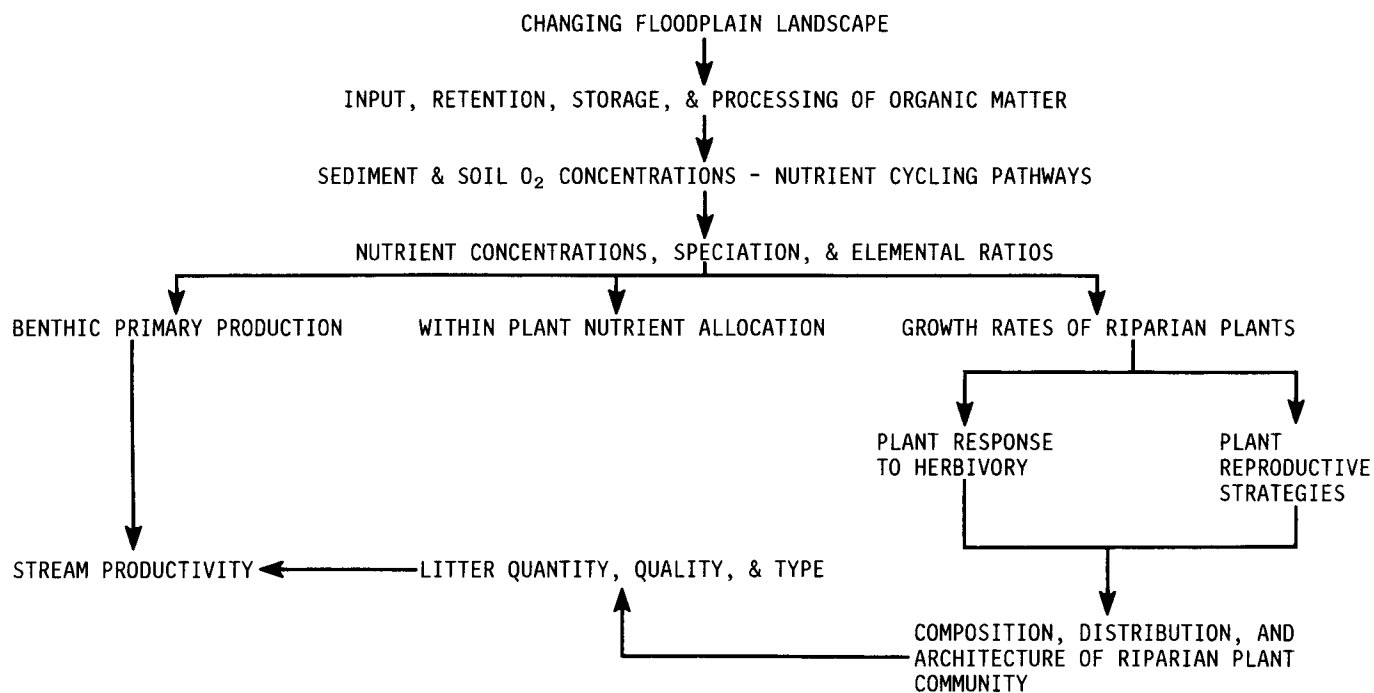 CHANGING FLOODPLAIN LANDSCAPE
INPUT, RETENTION, STORAGE, & PROCESSING OF ORGANIC MATTER
SEDIMENT & SOIL O₂ CONCENTRATIONS - NUTRIENT CYCLING PATHWAYS
NUTRIENT CONCENTRATIONS, SPECIATION, & ELEMENTAL RATIOS
BENTHIC PRIMARY PRODUCTION
WITHIN PLANT NUTRIENT ALLOCATION
GROWTH RATES OF RIPARIAN PLANTS
PLANT RESPONSE
TO HERBIVORY
PLANT
REPRODUCTIVE
STRATEGIES
STREAM PRODUCTIVITY
LITTER QUANTITY, QUALITY, & TYPE
COMPOSITION, DISTRIBUTION, AND
ARCHITECTURE OF RIPARIAN PLANT
COMMUNITY